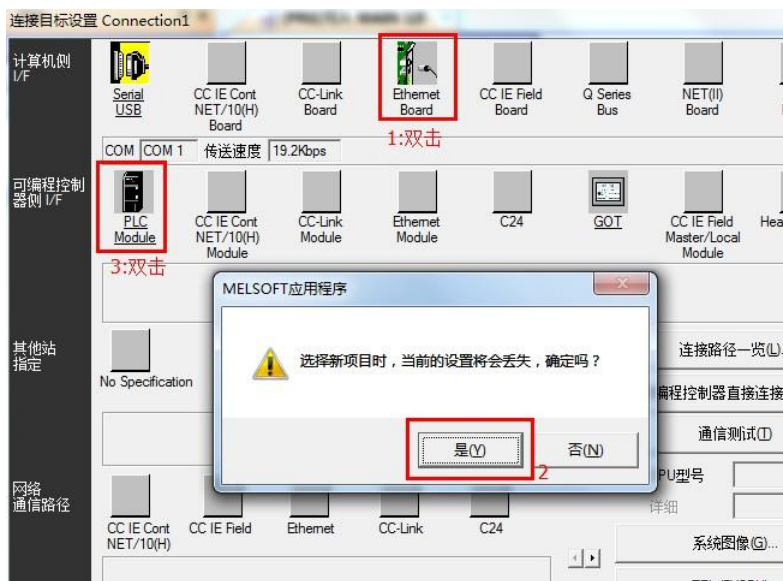 连接目标设置 Connection1
计算机侧
I/F
Serial
USB
CC IE Cont
NET/10(H)
Board
CC-Link
Board
Ethernet
Board
CC IE Field
Board
Q Series
Bus
NET(II)
Board
1:双击
COM COM 1 传送速度 19.2Kbps
可编程控制
器侧 I/F
PLC
Module
CC IE Cont
NET/10(H)
Module
CC-Link
Module
Ethernet
Module
C24
GOT
CC IE Field
Master/Local
Module
Hea
3:双击
MELSOFT应用程序
选择新项目时，当前的设置将会丢失，确定吗？
是(Y)
否(N)
2
其他站
指定
No Specification
连接路径一览(L)
编程控制器直接连接
通信测试(T)
PU型号
详细
系统图像(G)...
网络
通信路径
CC IE Cont
NET/10(H)
CC IE Field
Ethernet
CC-Link
C24